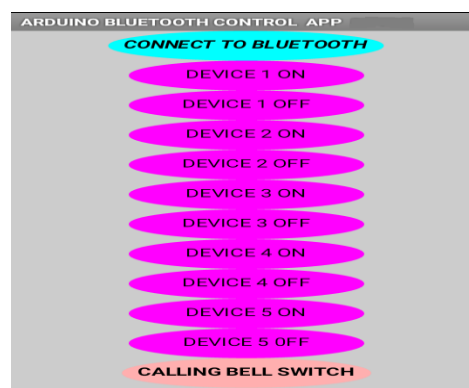 ARDUINO BLUETOOTH CONTROL APP
CONNECT TO BLUETOOTH
DEVICE 1 ON
DEVICE 1 OFF
DEVICE 2 ON
DEVICE 2 OFF
DEVICE 3 ON
DEVICE 3 OFF
DEVICE 4 ON
DEVICE 4 OFF
DEVICE 5 ON
DEVICE 5 0FF
CALLING BELL SWITCH